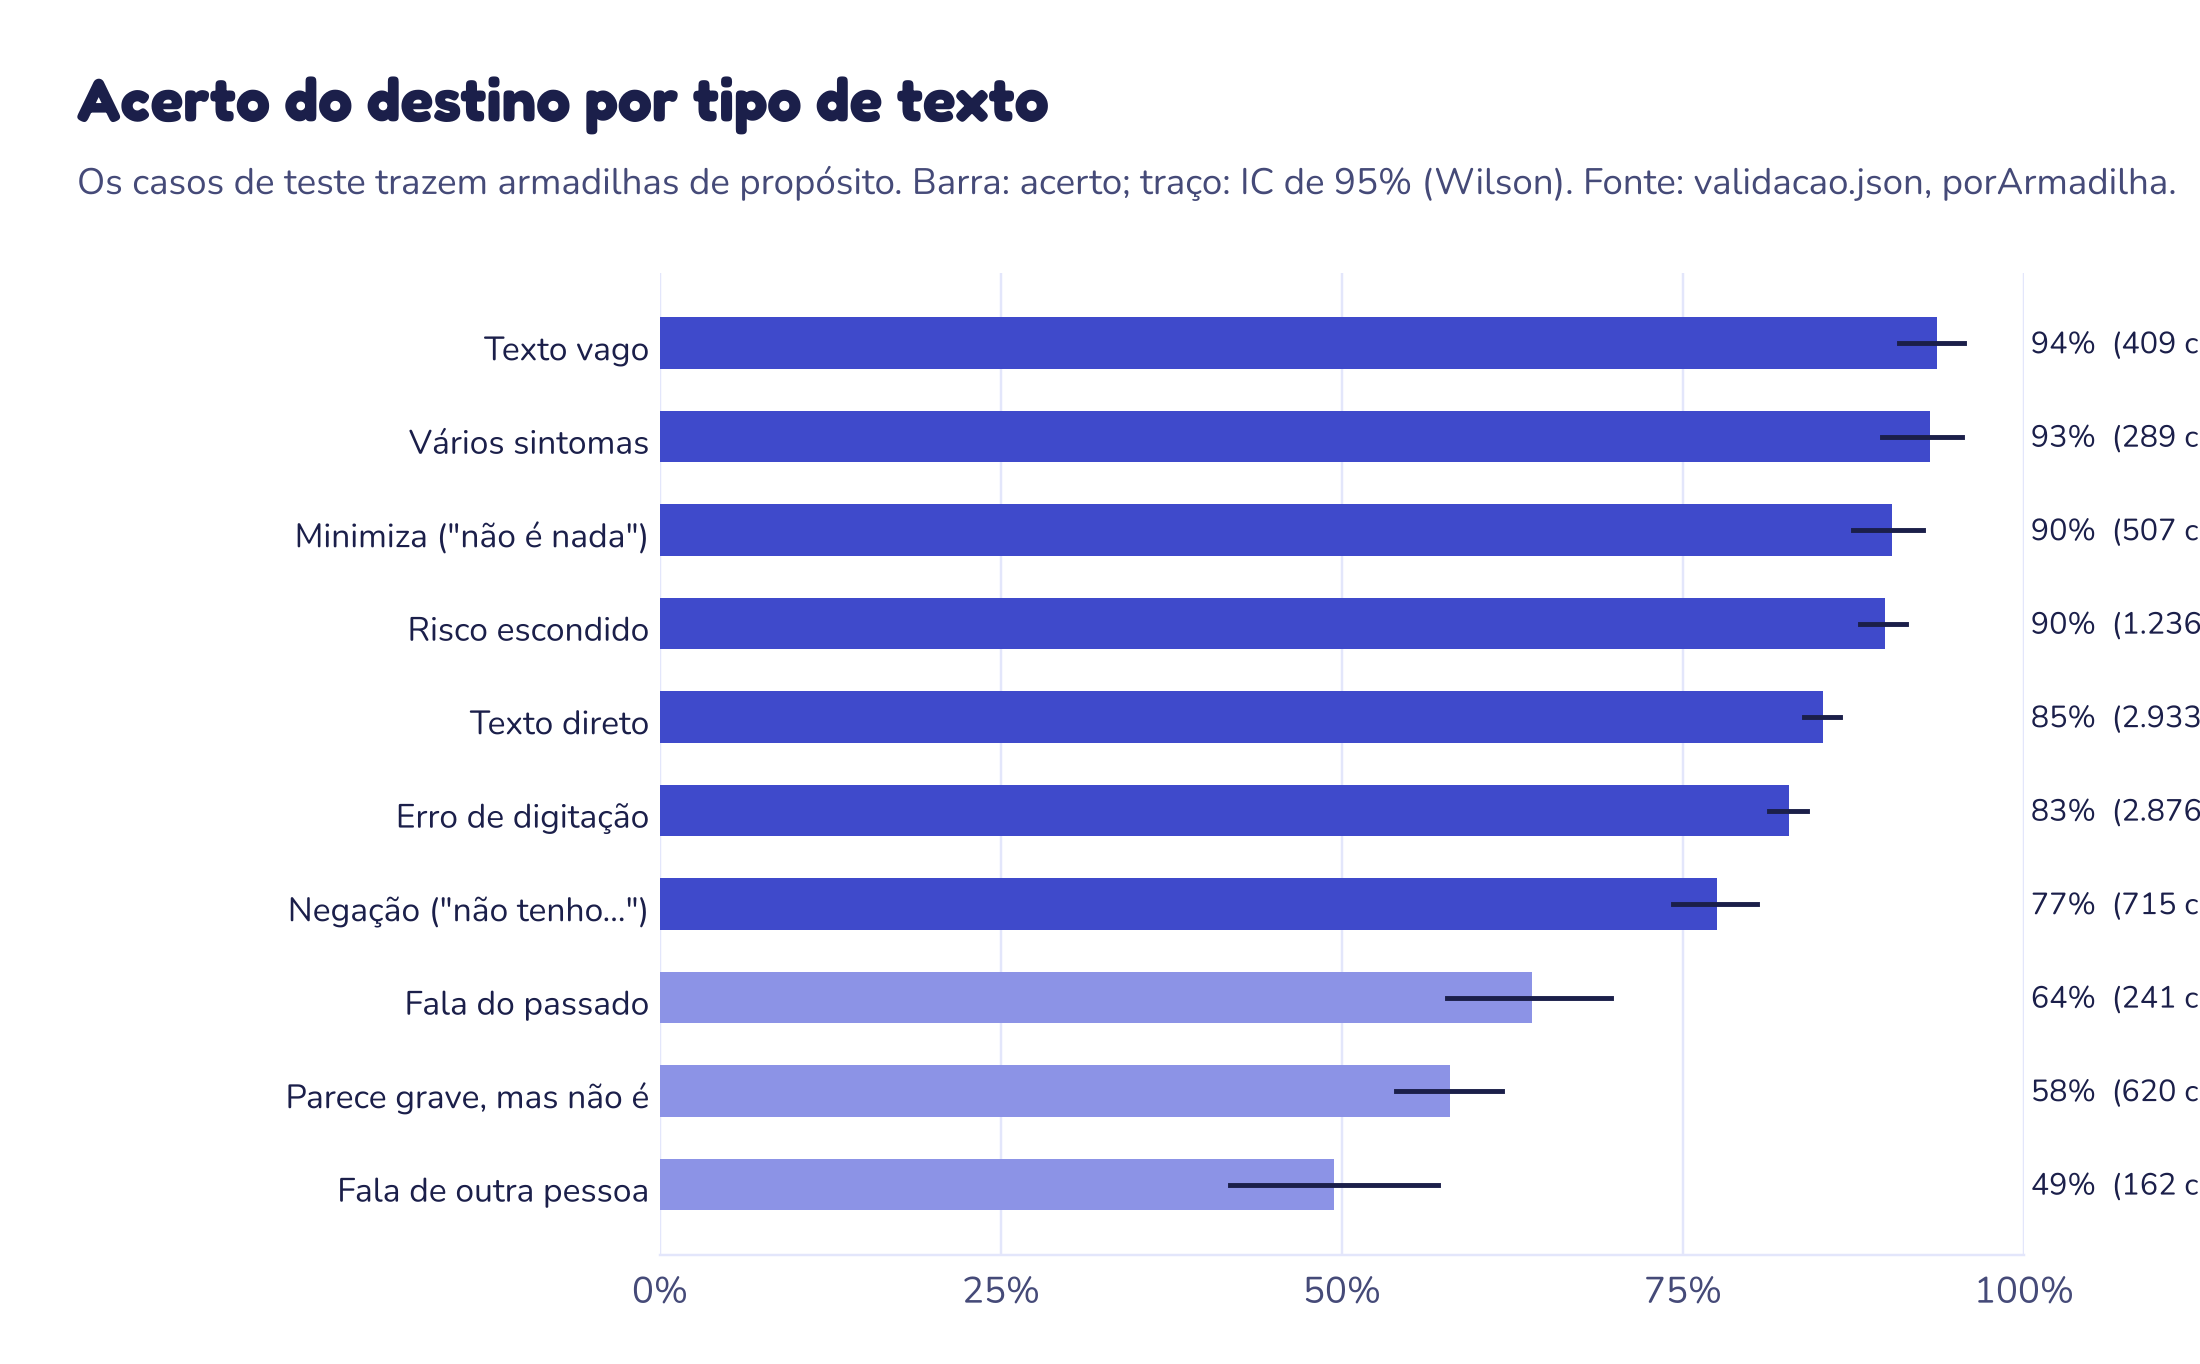 Acerto do destino por tipo de texto
Os casos de teste trazem armadilhas de propósito. Barra: acerto; traço: IC de 95% (Wilson). Fonte: validacao.json, porArmadilha.
Texto vago 94% (409 c
Vários sintomas 93% (289 c
Minimiza ("não é nada") 90% (507 c
Risco escondido 90% (1.236
Texto direto 85% (2.933
Erro de digitação 83% (2.876
Negação ("não tenho...") 77% (715 c
Fala do passado 64% (241 c
Parece grave, mas não é 58% (620 c
Fala de outra pessoa 49% (162 c
0% 25% 50% 75% 100%